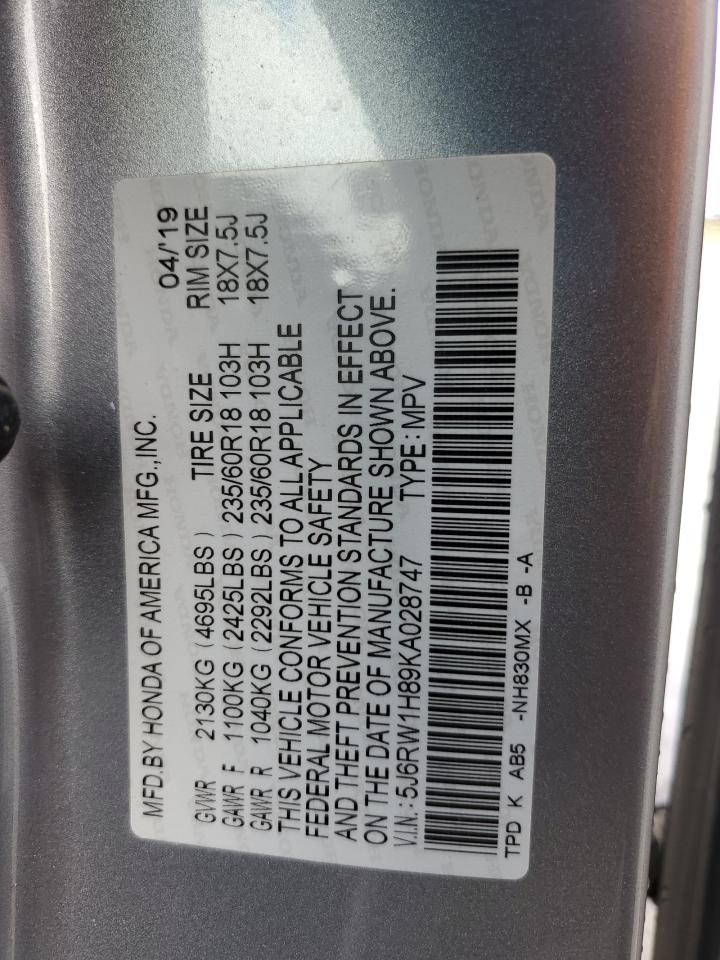 MFD.BY HONDA OF AMERICA MFG.,INC. 04/'19
GVWR 2130KG (4695LBS) TIRE SIZE RIM SIZE
GAWR F 1100KG (2425LBS) 235/60R18 103H 18X7.5J
GAWR R 1040KG (2292LBS) 235/60R18 103H 18X7.5J
THIS VEHICLE CONFORMS TO ALL APPLICABLE
FEDERAL MOTOR VEHICLE SAFETY
AND THEFT PREVENTION STANDARDS IN EFFECT
ON THE DATE OF MANUFACTURE SHOWN ABOVE.
V.I.N.: 5J6RW1H89KA028747 TYPE: MPV
TPD K AB5 -NH830MX -B -A